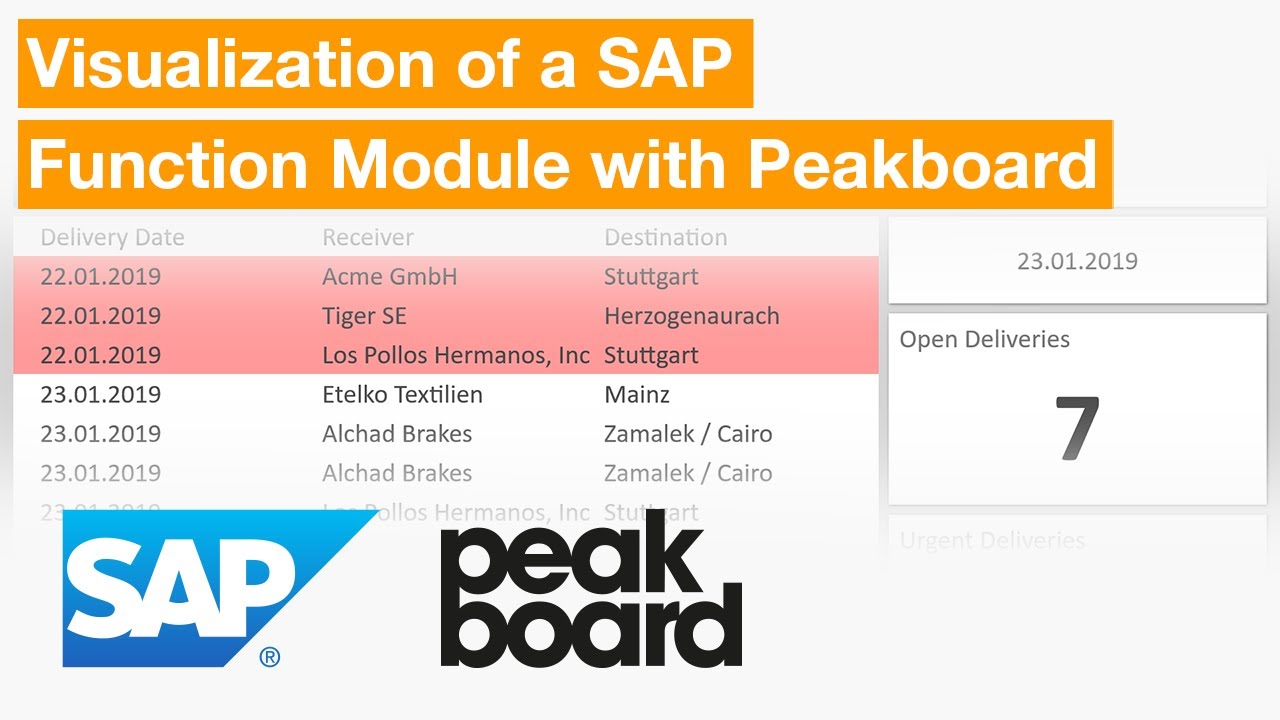 Visualization of a SAP
Function Module with Peakboard
Delivery Date Receiver Destination
22.01.2019 Acme GmbH Stuttgart
22.01.2019 Tiger SE Herzogenaurach
22.01.2019 Los Pollos Hermanos, Inc Stuttgart
23.01.2019 Etelko Textilien Mainz
23.01.2019 Alchad Brakes Zamalek / Cairo
23.01.2019 Alchad Brakes Zamalek / Cairo
23.01.2019 Los Pollos Hermanos, Inc Stuttgart
23.01.2019
Open Deliveries
7
Urgent Deliveries
SAP ®
peak
board